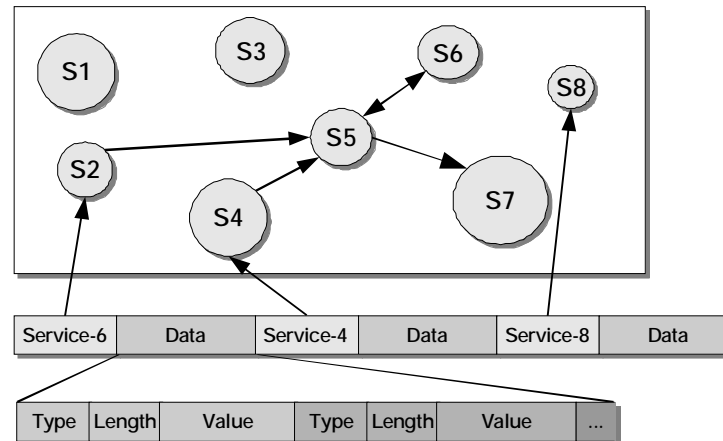 S1
S3
S6
S8
S5
S2
S4
S7
Service-6 Data Service-4 Data Service-8 Data
Type Length Value Type Length Value ...